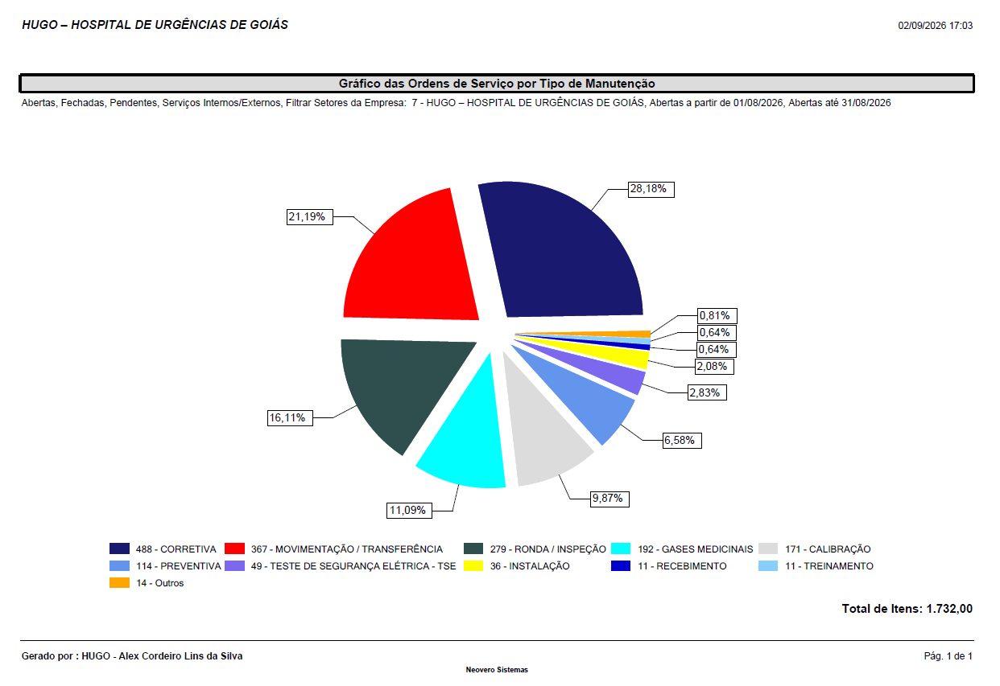 HUGO – HOSPITAL DE URGÊNCIAS DE GOIÁS
02/09/2026 17:03
Gráfico das Ordens de Serviço por Tipo de Manutenção
Abertas, Fechadas, Pendentes, Serviços Internos/Externos, Filtrar Setores da Empresa:  7 - HUGO – HOSPITAL DE URGÊNCIAS DE GOIÁS, Abertas a partir de 01/08/2026, Abertas até 31/08/2026
28,18%
21,19%
0,81%
0,64%
0,64%
2,08%
2,83%
16,11%
6,58%
9,87%
11,09%
488 - CORRETIVA 367 - MOVIMENTAÇÃO / TRANSFERÊNCIA 279 - RONDA / INSPEÇÃO 192 - GASES MEDICINAIS 171 - CALIBRAÇÃO
114 - PREVENTIVA 49 - TESTE DE SEGURANÇA ELÉTRICA - TSE 36 - INSTALAÇÃO 11 - RECEBIMENTO 11 - TREINAMENTO
14 - Outros
Total de Itens: 1.732,00
Gerado por : HUGO - Alex Cordeiro Lins da Silva
Pág. 1 de 1
Neovero Sistemas